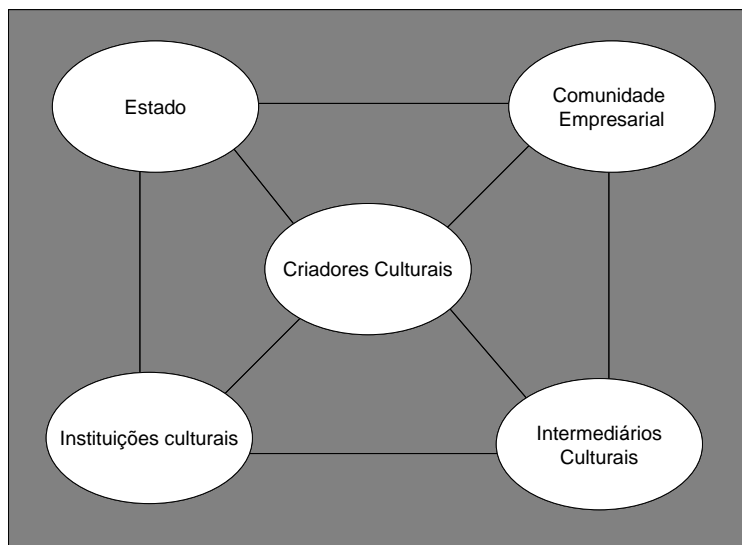 Estado
Comunidade
Empresarial
Criadores Culturais
Instituições culturais
Intermediários
Culturais